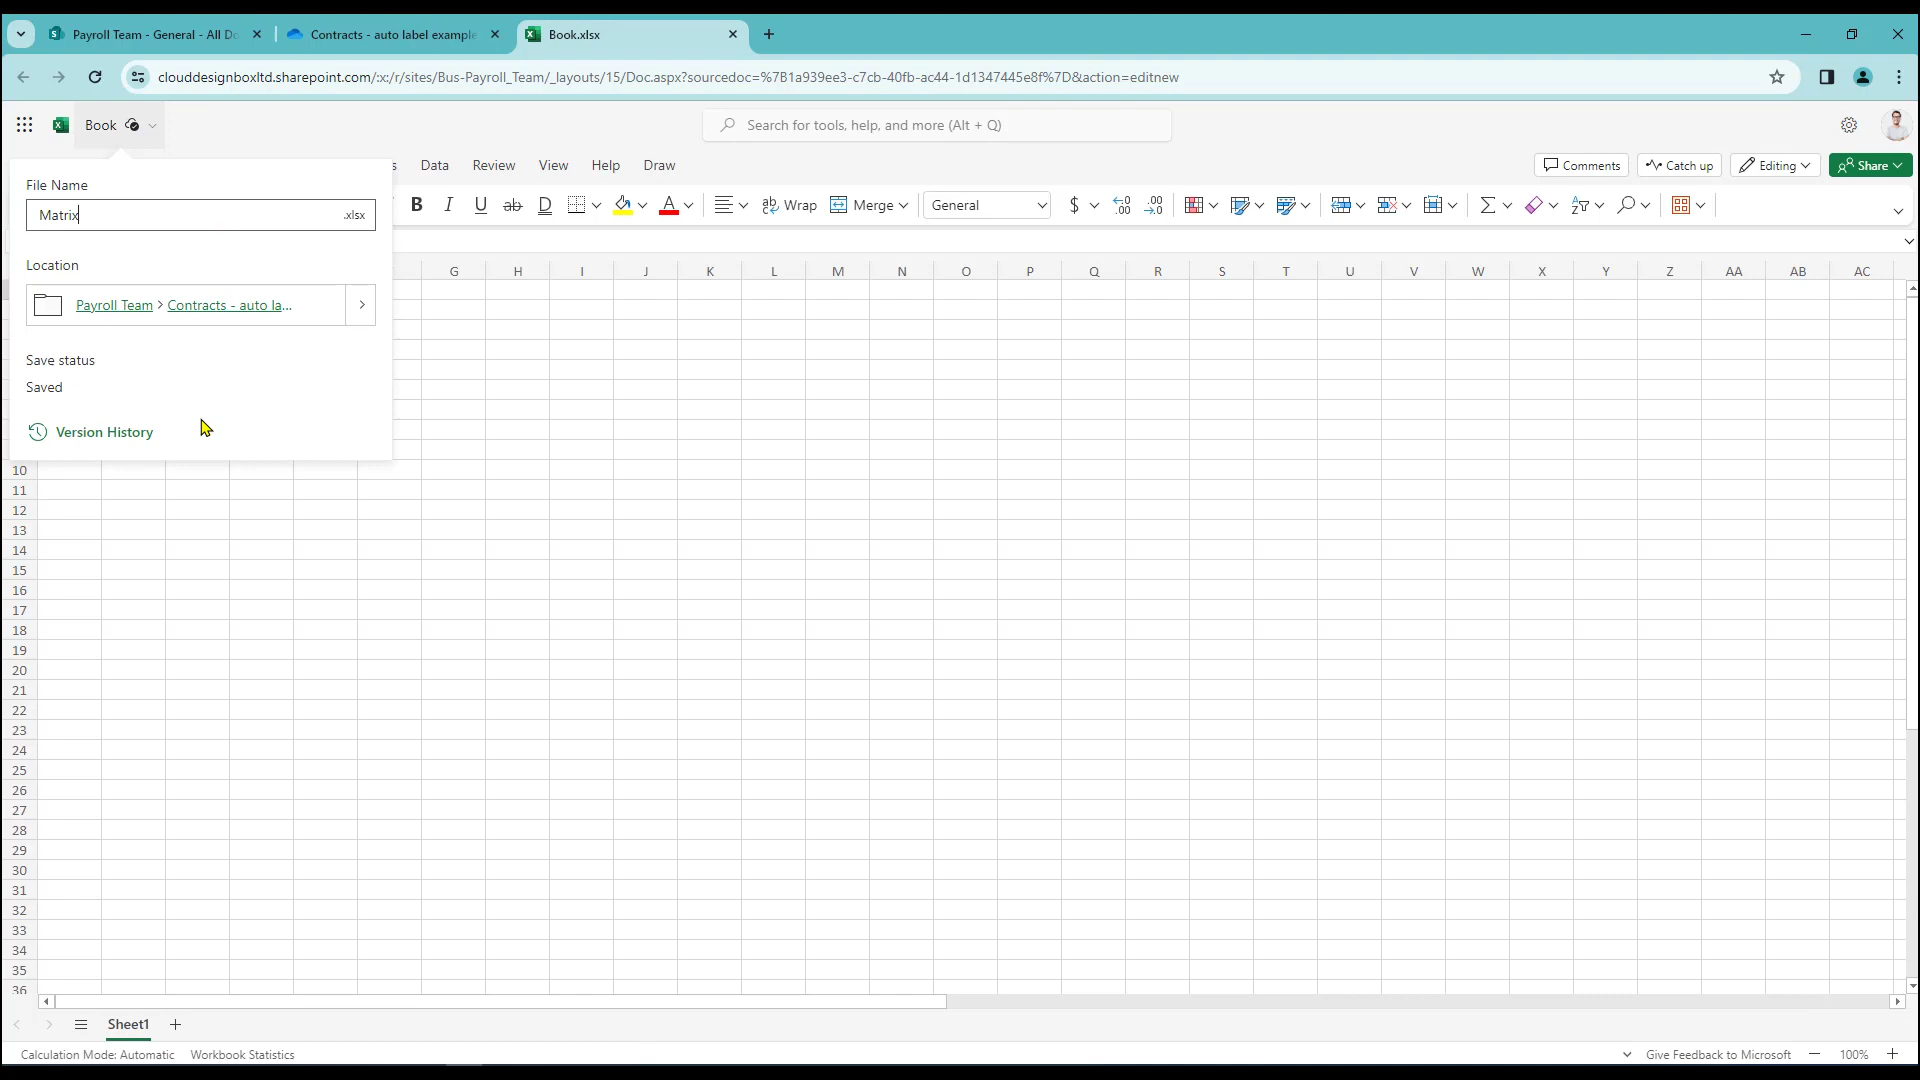 Payroll Team - General - All Do
Contracts - auto label example
Book.xlsx
clouddesignboxltd.sharepoint.com/:x:/r/sites/Bus-Payroll_Team/_layouts/15/Doc.aspx?sourcedoc=%7B1a939ee3-c7cb-40fb-ac44-1d1347445e8f%7D&action=editnew
Book
Search for tools, help, and more (Alt + Q)
s Data Review View Help Draw
Comments Catch up Editing Share
File Name
Matrix .xlsx
B I U ab D A ab Wrap Merge General $ .00 .00
Location
Payroll Team > Contracts - auto la...
Save status
Saved
Version History
G H I J K L M N O P Q R S T U V W X Y Z AA AB AC
10
11
12
13
14
15
16
17
18
19
20
21
22
23
24
25
26
27
28
29
30
31
32
33
34
35
36
Sheet1
Calculation Mode: Automatic Workbook Statistics
Give Feedback to Microsoft 100%